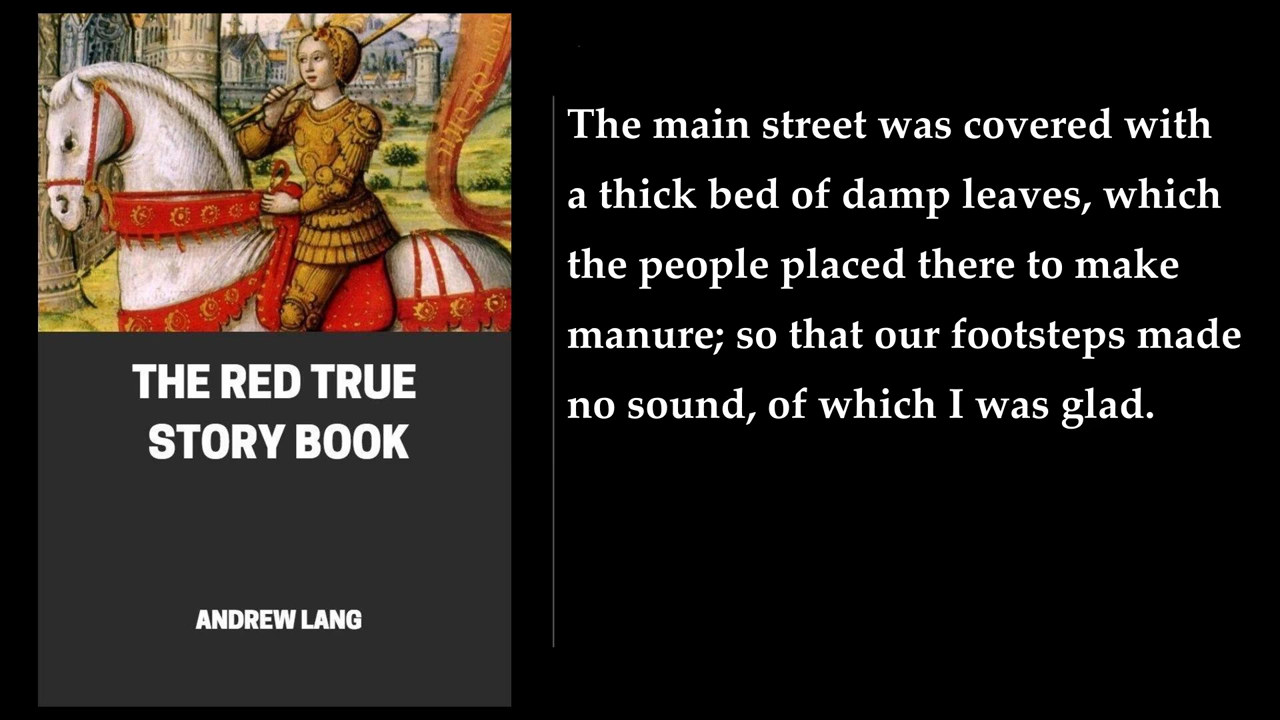 THE RED TRUE
STORY BOOK
ANDREW LANG
The main street was covered with
a thick bed of damp leaves, which
the people placed there to make
manure; so that our footsteps made
no sound, of which I was glad.